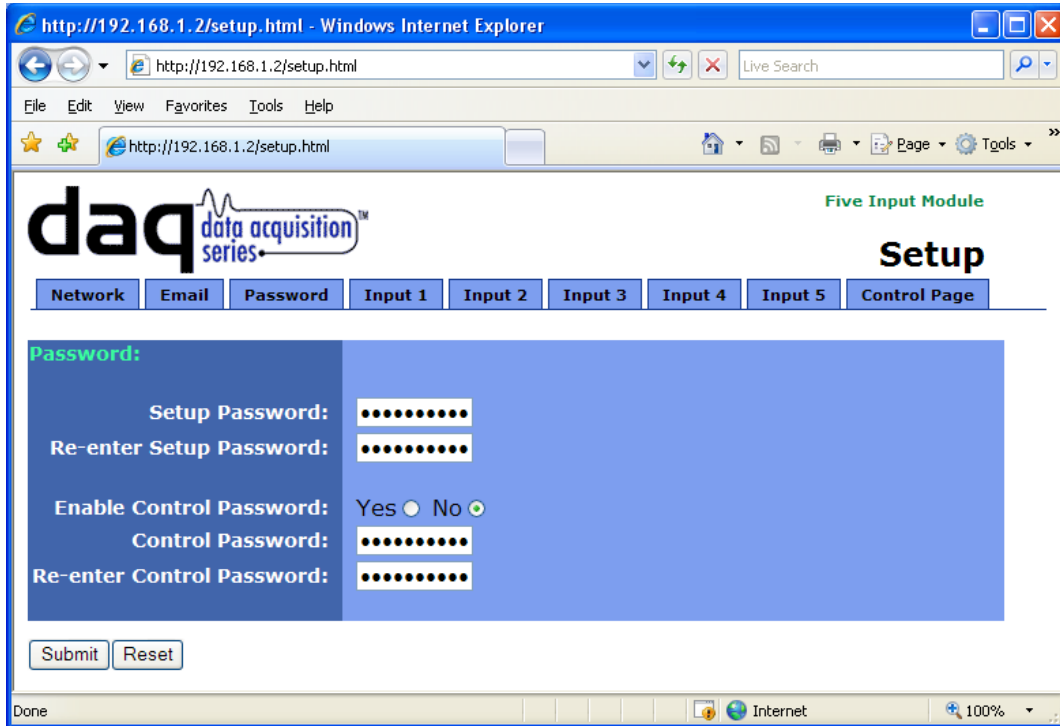 http://192.168.1.2/setup.html - Windows Internet Explorer
http://192.168.1.2/setup.html
Live Search
File Edit View Favorites Tools Help
http://192.168.1.2/setup.html
Page Tools »
daq data acquisition series ™
Five Input Module
Setup
Network Email Password Input 1 Input 2 Input 3 Input 4 Input 5 Control Page
Password:
Setup Password: ••••••••••
Re-enter Setup Password: ••••••••••
Enable Control Password: Yes No
Control Password: ••••••••••
Re-enter Control Password: ••••••••••
Submit Reset
Done Internet 100%